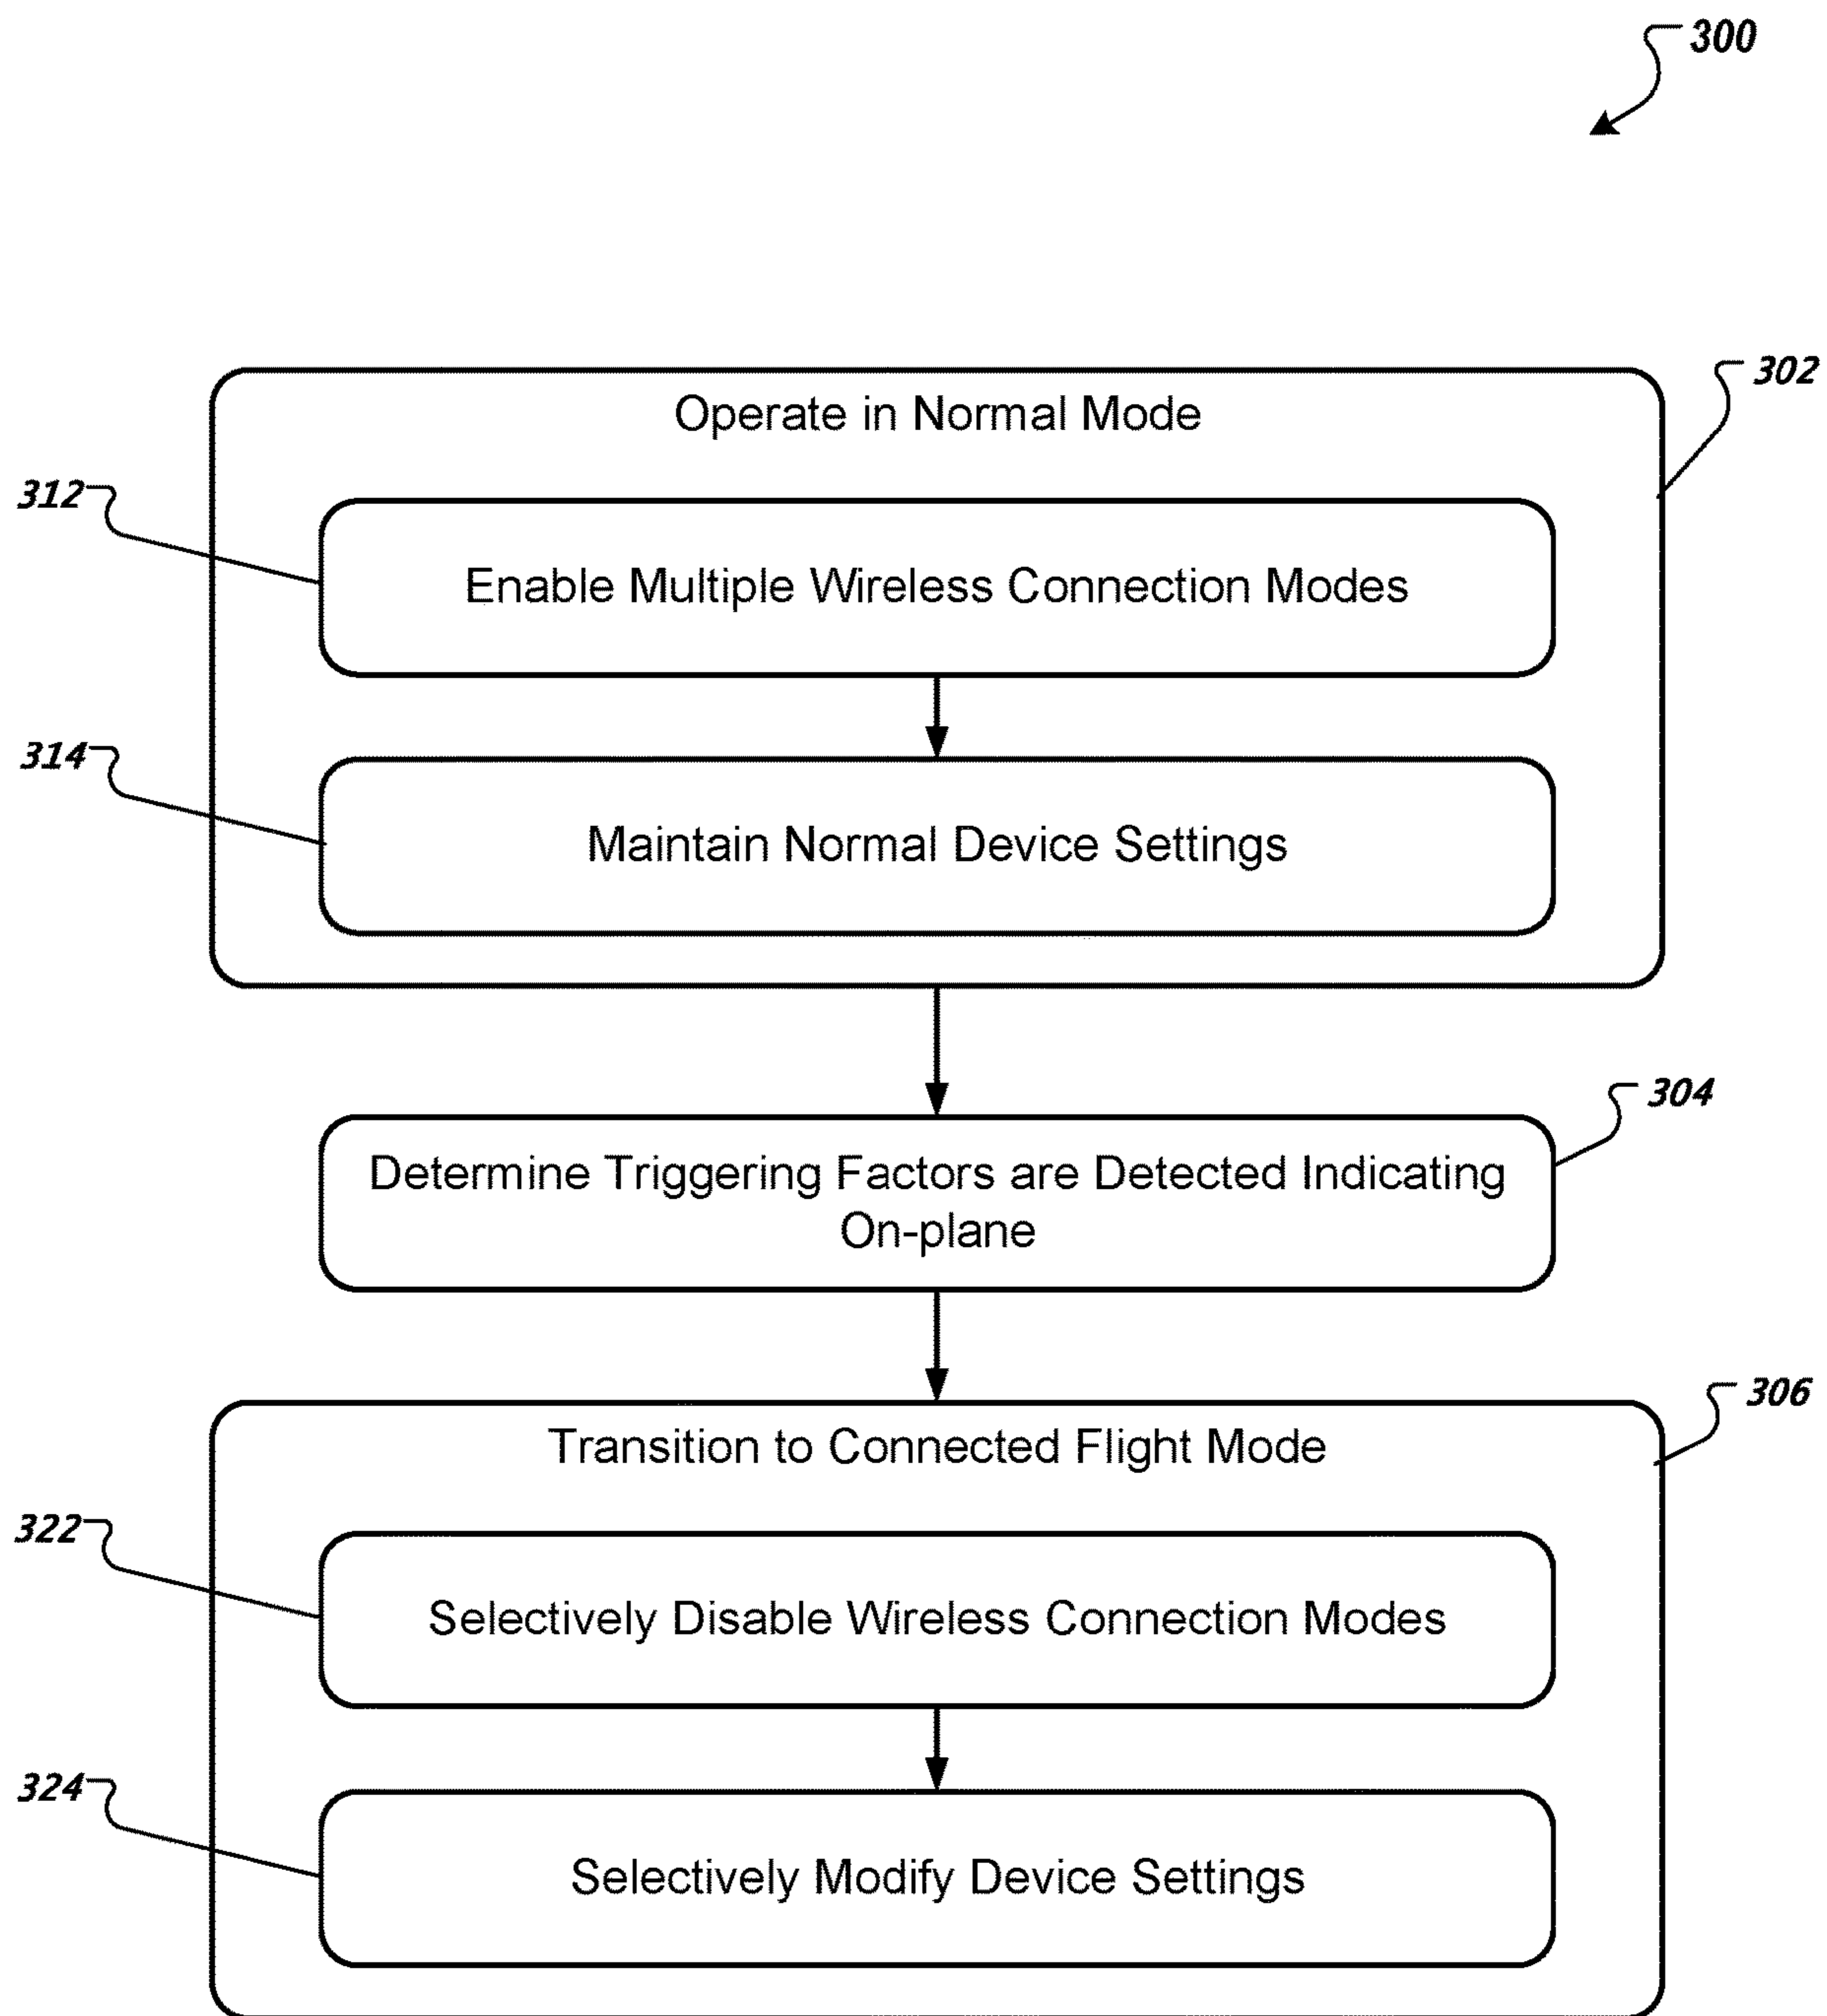 300
302
Operate in Normal Mode
312
Enable Multiple Wireless Connection Modes
314
Maintain Normal Device Settings
304
Determine Triggering Factors are Detected Indicating
On-plane
306
Transition to Connected Flight Mode
322
Selectively Disable Wireless Connection Modes
324
Selectively Modify Device Settings